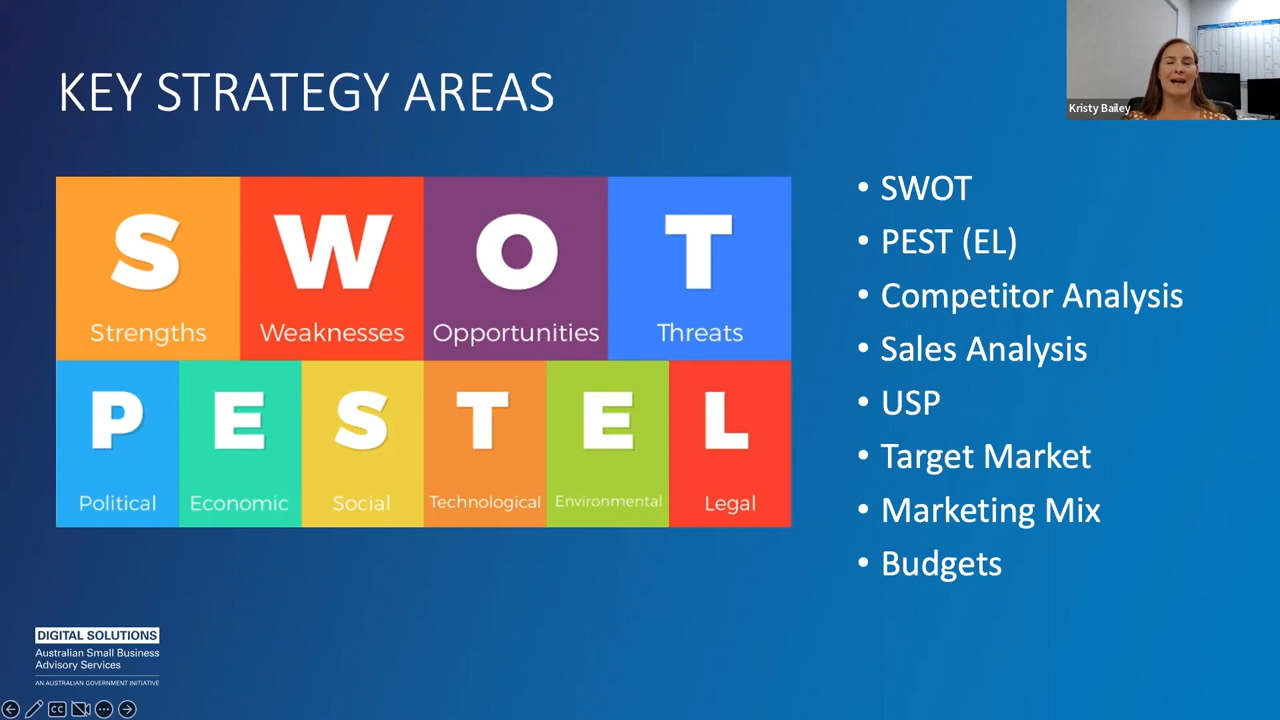 KEY STRATEGY AREAS
Kristy Bailey
S W O T
Strengths Weaknesses Opportunities Threats
P E S T E L
Political Economic Social Technological Environmental Legal
• SWOT
• PEST (EL)
• Competitor Analysis
• Sales Analysis
• USP
• Target Market
• Marketing Mix
• Budgets
DIGITAL SOLUTIONS
Australian Small Business
Advisory Services
AN AUSTRALIAN GOVERNMENT INITIATIVE
CC